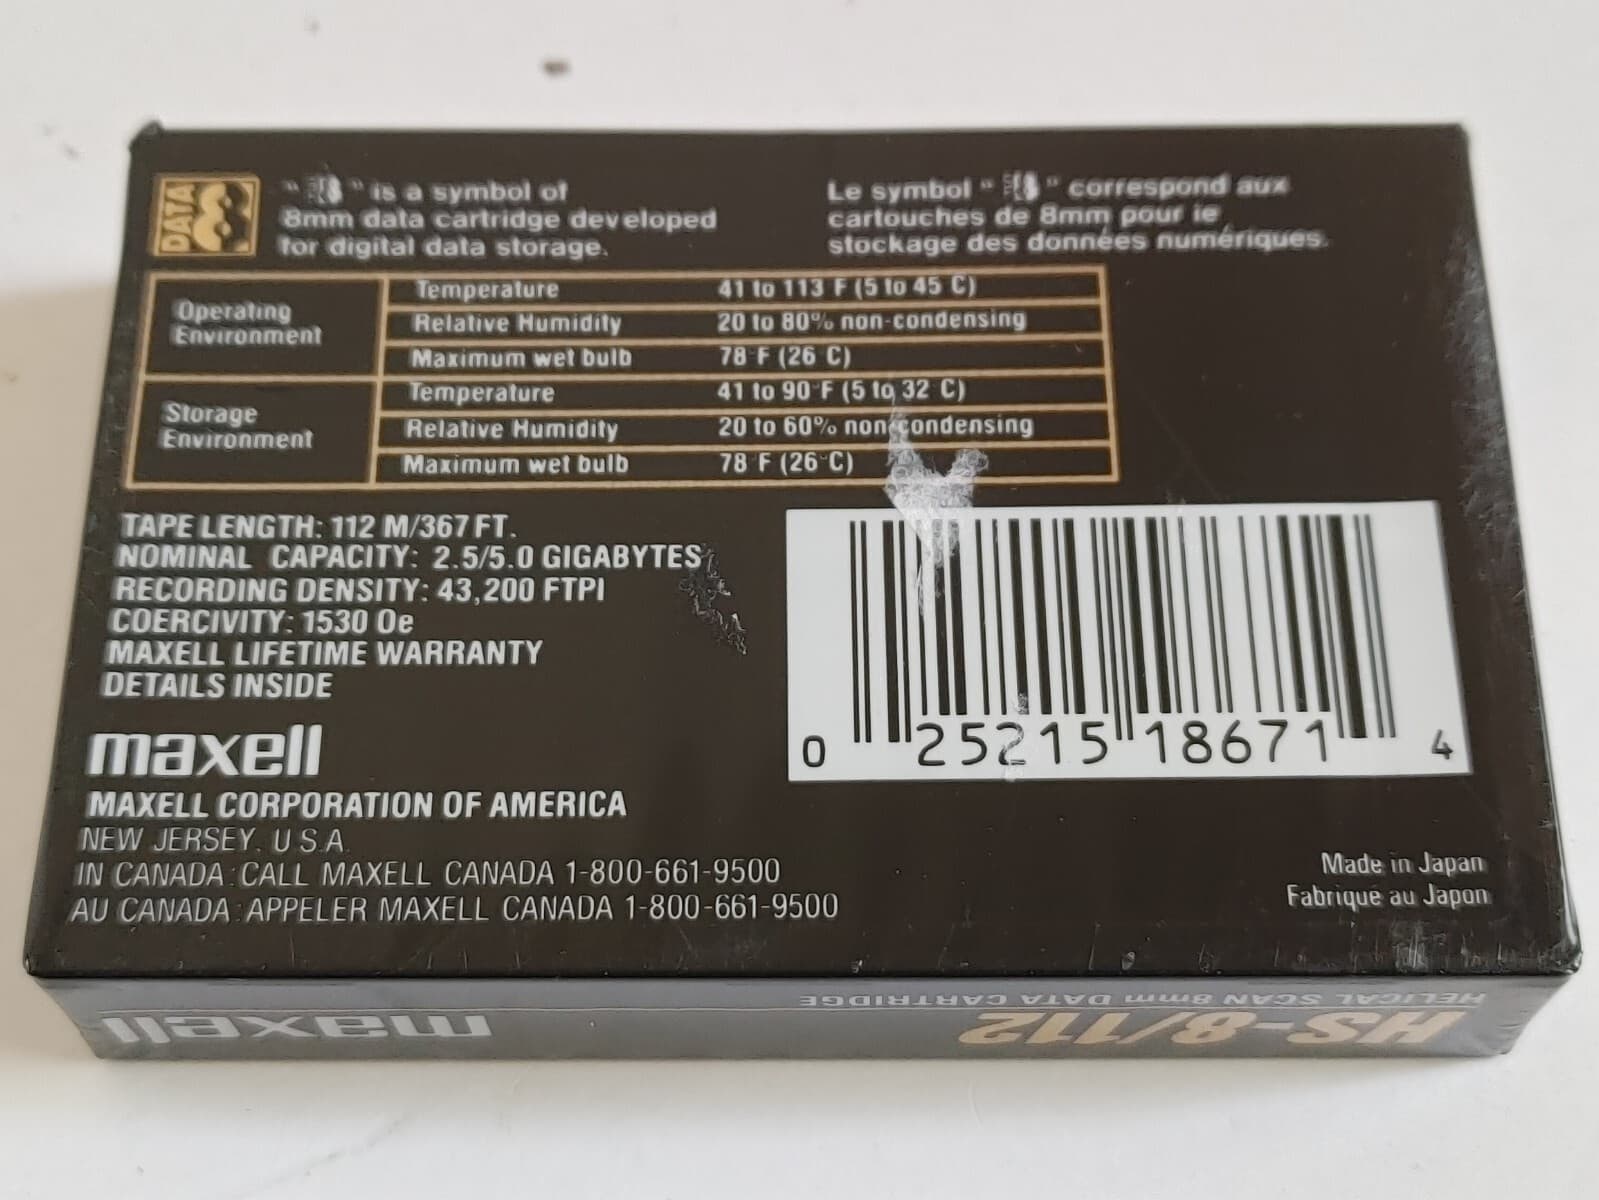 DATA 8
" 8 " is a symbol of
8mm data cartridge developed
for digital data storage.
Le symbol " 8 " correspond aux
cartouches de 8mm pour le
stockage des données numériques.
Operating
Environment
Temperature 41 to 113 F (5 to 45 C)
Relative Humidity 20 to 80% non-condensing
Maximum wet bulb 78 F (26 C)
Storage
Environment
Temperature 41 to 90°F (5 to 32 C)
Relative Humidity 20 to 60% non-condensing
Maximum wet bulb 78 F (26°C)
TAPE LENGTH: 112 M/367 FT.
NOMINAL CAPACITY: 2.5/5.0 GIGABYTES
RECORDING DENSITY: 43,200 FTPI
COERCIVITY: 1530 Oe
MAXELL LIFETIME WARRANTY
DETAILS INSIDE
maxell
MAXELL CORPORATION OF AMERICA
NEW JERSEY. U.S.A.
IN CANADA: CALL MAXELL CANADA 1-800-661-9500
AU CANADA: APPELER MAXELL CANADA 1-800-661-9500
0 25215 18671 4
Made in Japan
Fabriqué au Japon
HELICAL SCAN 8mm DATA CARTRIDGE
HS-8/112
maxell